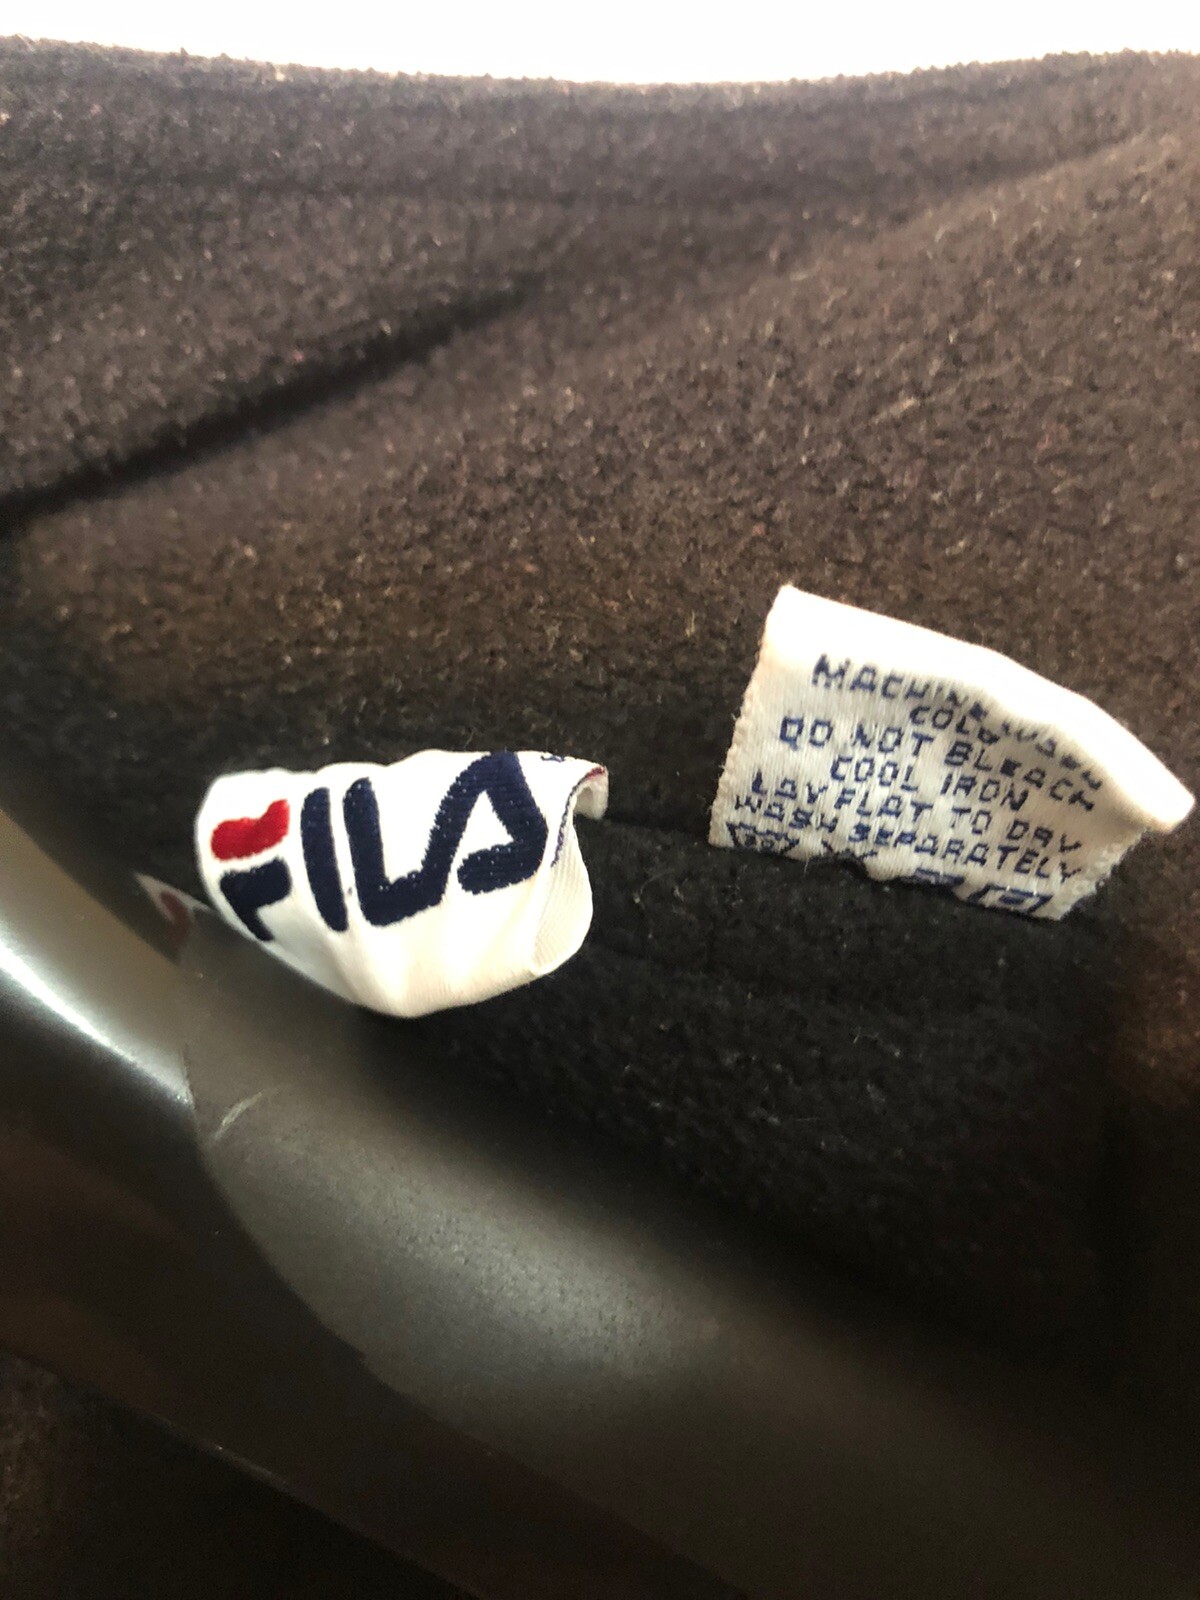 FILA
MACHINE WASH
COLD
DO NOT BLEACH
COOL IRON
LAY FLAT TO DRY
WASH SEPARATELY